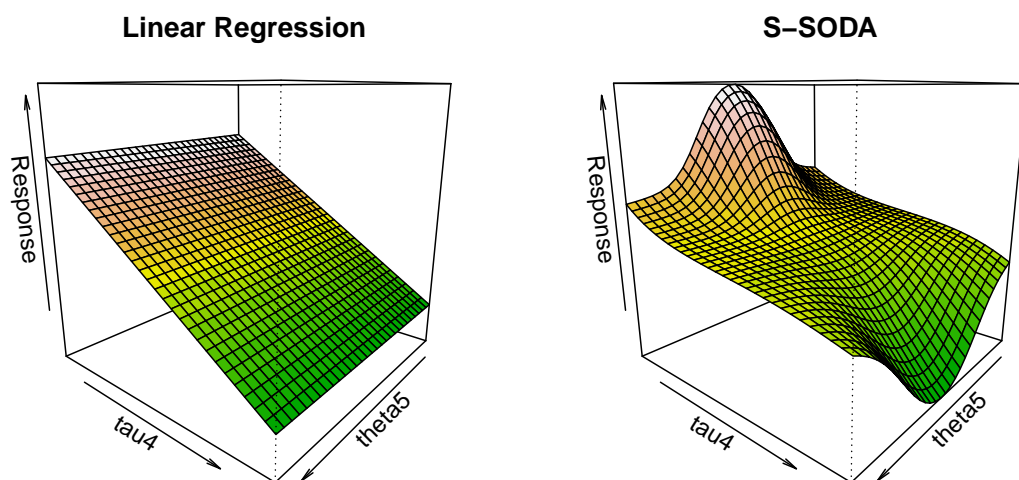 Linear Regression
Response
tau4
theta5
S−SODA
Response
tau4
theta5